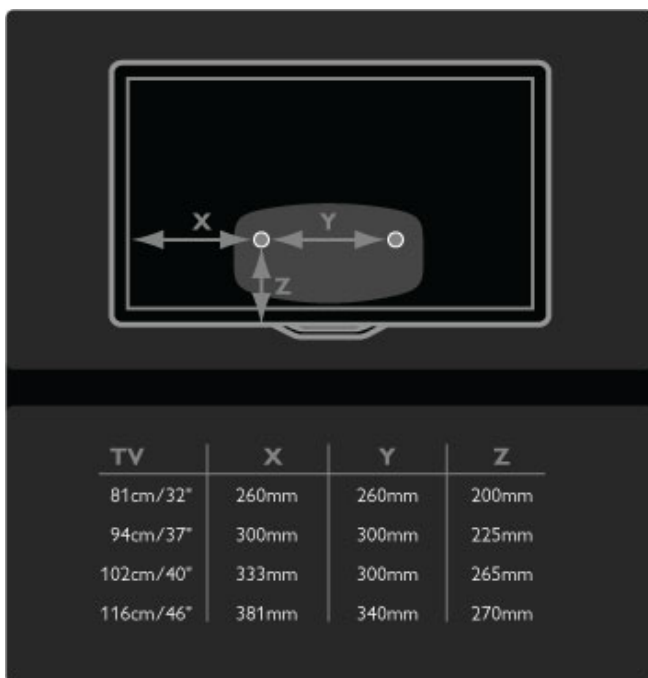 X Y
Z
TV X Y Z
81cm/32" 260mm 260mm 200mm
94cm/37" 300mm 300mm 225mm
102cm/40" 333mm 300mm 265mm
116cm/46" 381mm 340mm 270mm